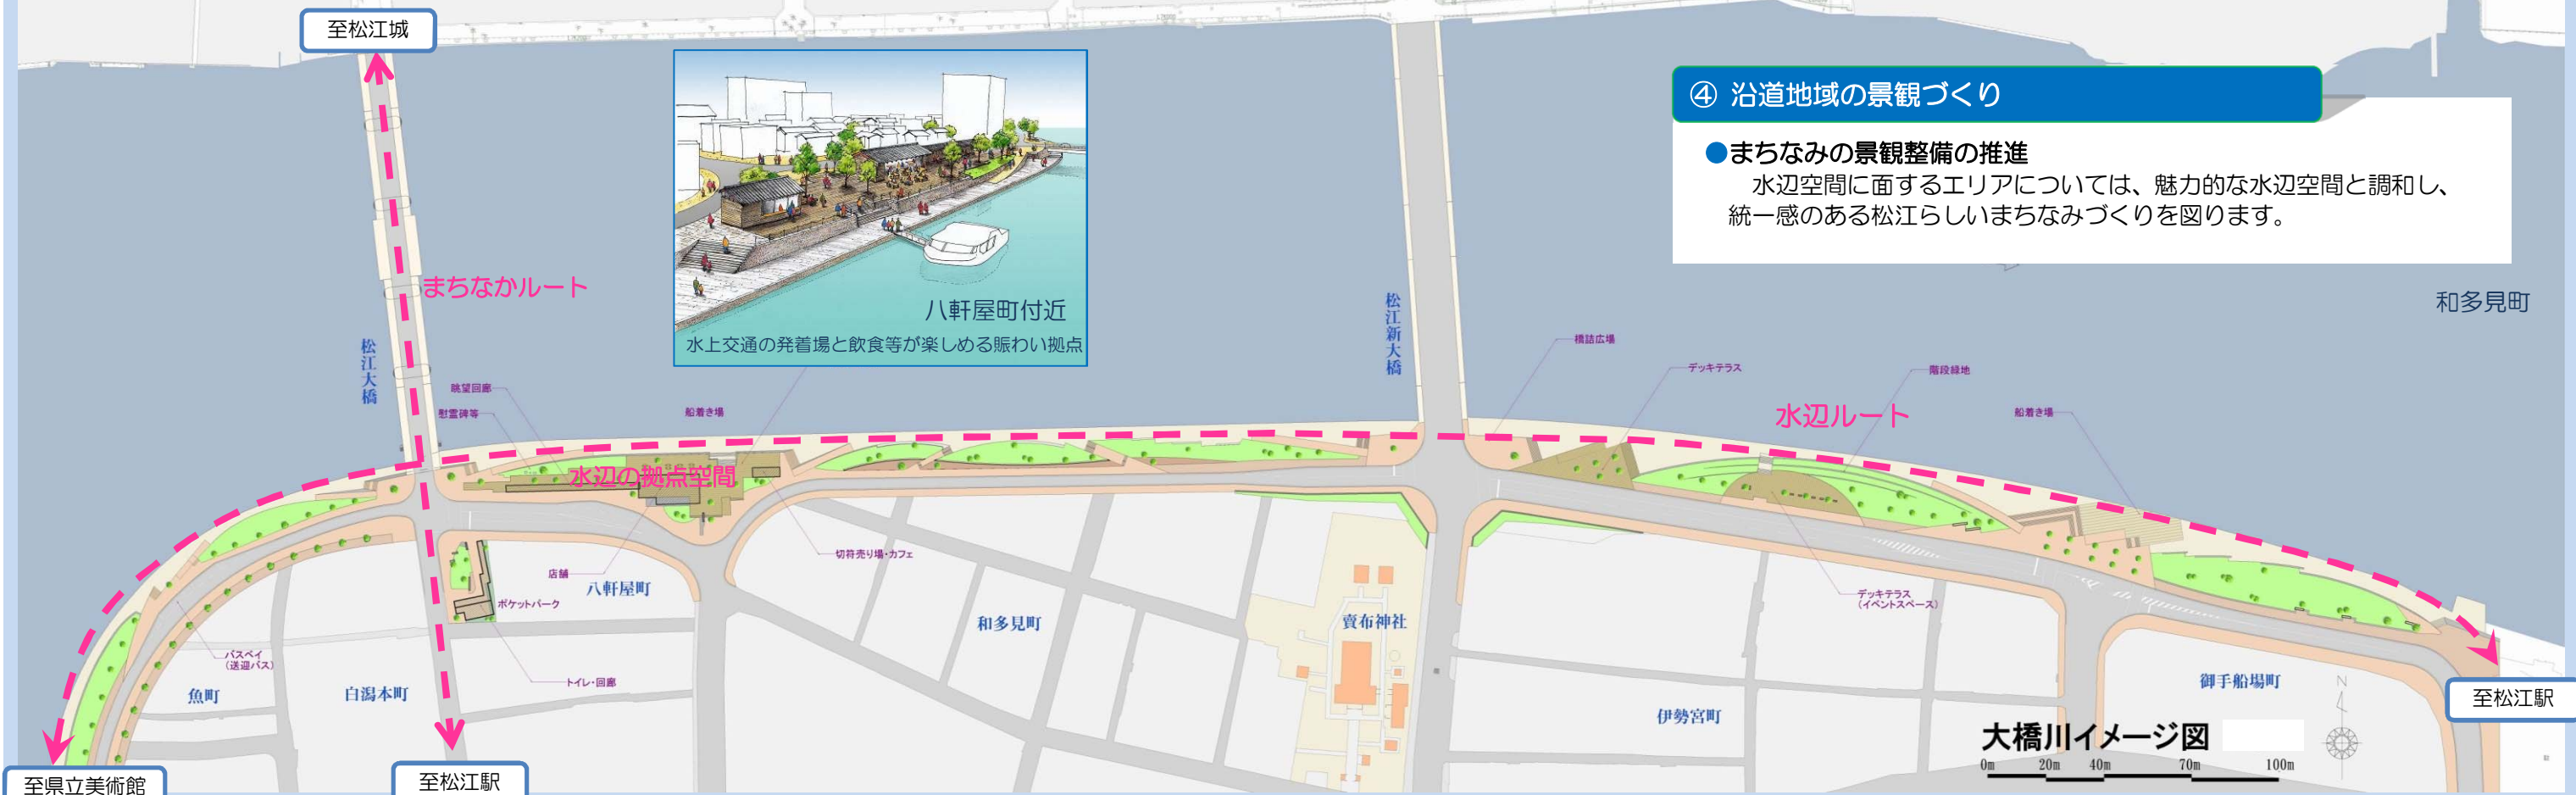 至松江城
④ 沿道地域の景観づくり
●まちなみの景観整備の推進
水辺空間に面するエリアについては、魅力的な水辺空間と調和し、
統一感のある松江らしいまちなみづくりを図ります。
和多見町
まちなかルート
八軒屋町付近
水上交通の発着場と飲食等が楽しめる賑わい拠点
松江大橋
松江新大橋
眺望回廊
慰霊碑等
船着き場
橋詰広場
デッキテラス
階段緑地
水辺ルート
船着き場
水辺の拠点空間
切符売り場・カフェ
店舗
八軒屋町
ポケットパーク
デッキテラス
(イベントスペース)
和多見町
賣布神社
バスベイ
(送迎バス)
トイレ・回廊
魚町
白潟本町
伊勢宮町
御手船場町
N
至松江駅
大橋川イメージ図
0m 20m 40m 70m 100m
至県立美術館
至松江駅